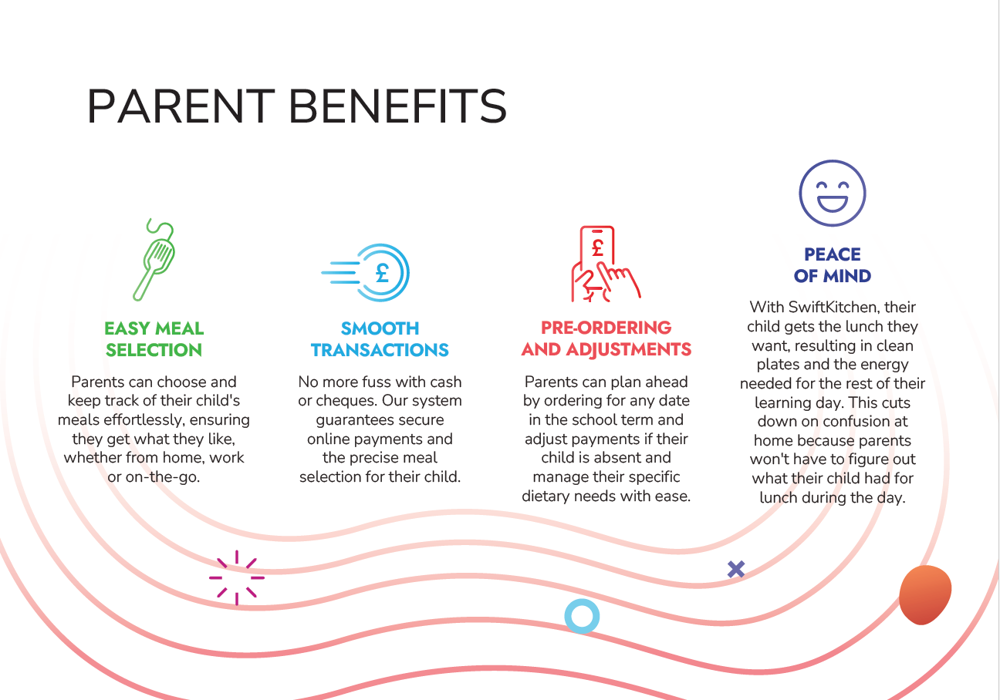 PARENT BENEFITS
£
EASY MEAL
SELECTION
Parents can choose and
keep track of their child's
meals effortlessly, ensuring
they get what they like,
whether from home, work
or on-the-go.
£
SMOOTH
TRANSACTIONS
No more fuss with cash
or cheques. Our system
guarantees secure
online payments and
the precise meal
selection for their child.
PRE-ORDERING
AND ADJUSTMENTS
Parents can plan ahead
by ordering for any date
in the school term and
adjust payments if their
child is absent and
manage their specific
dietary needs with ease.
PEACE
OF MIND
With SwiftKitchen, their
child gets the lunch they
want, resulting in clean
plates and the energy
needed for the rest of their
learning day. This cuts
down on confusion at
home because parents
won't have to figure out
what their child had for
lunch during the day.